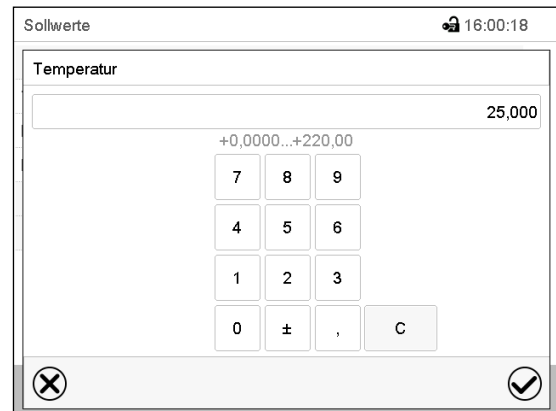 Sollwerte 16:00:18
Temperatur
25,000
+0,0000...+220,00
7 8 9
4 5 6
1 2 3
0 ± , C